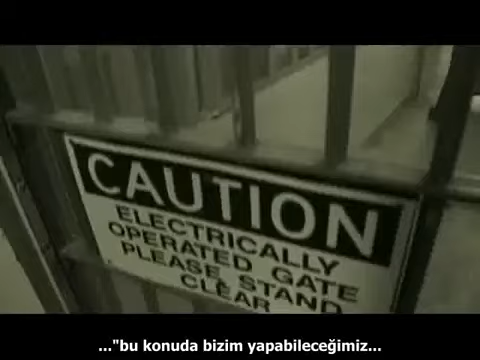 CAUTION
ELECTRICALLY
OPERATED GATE
PLEASE STAND
CLEAR
..."bu konuda bizim yapabileceğimiz...